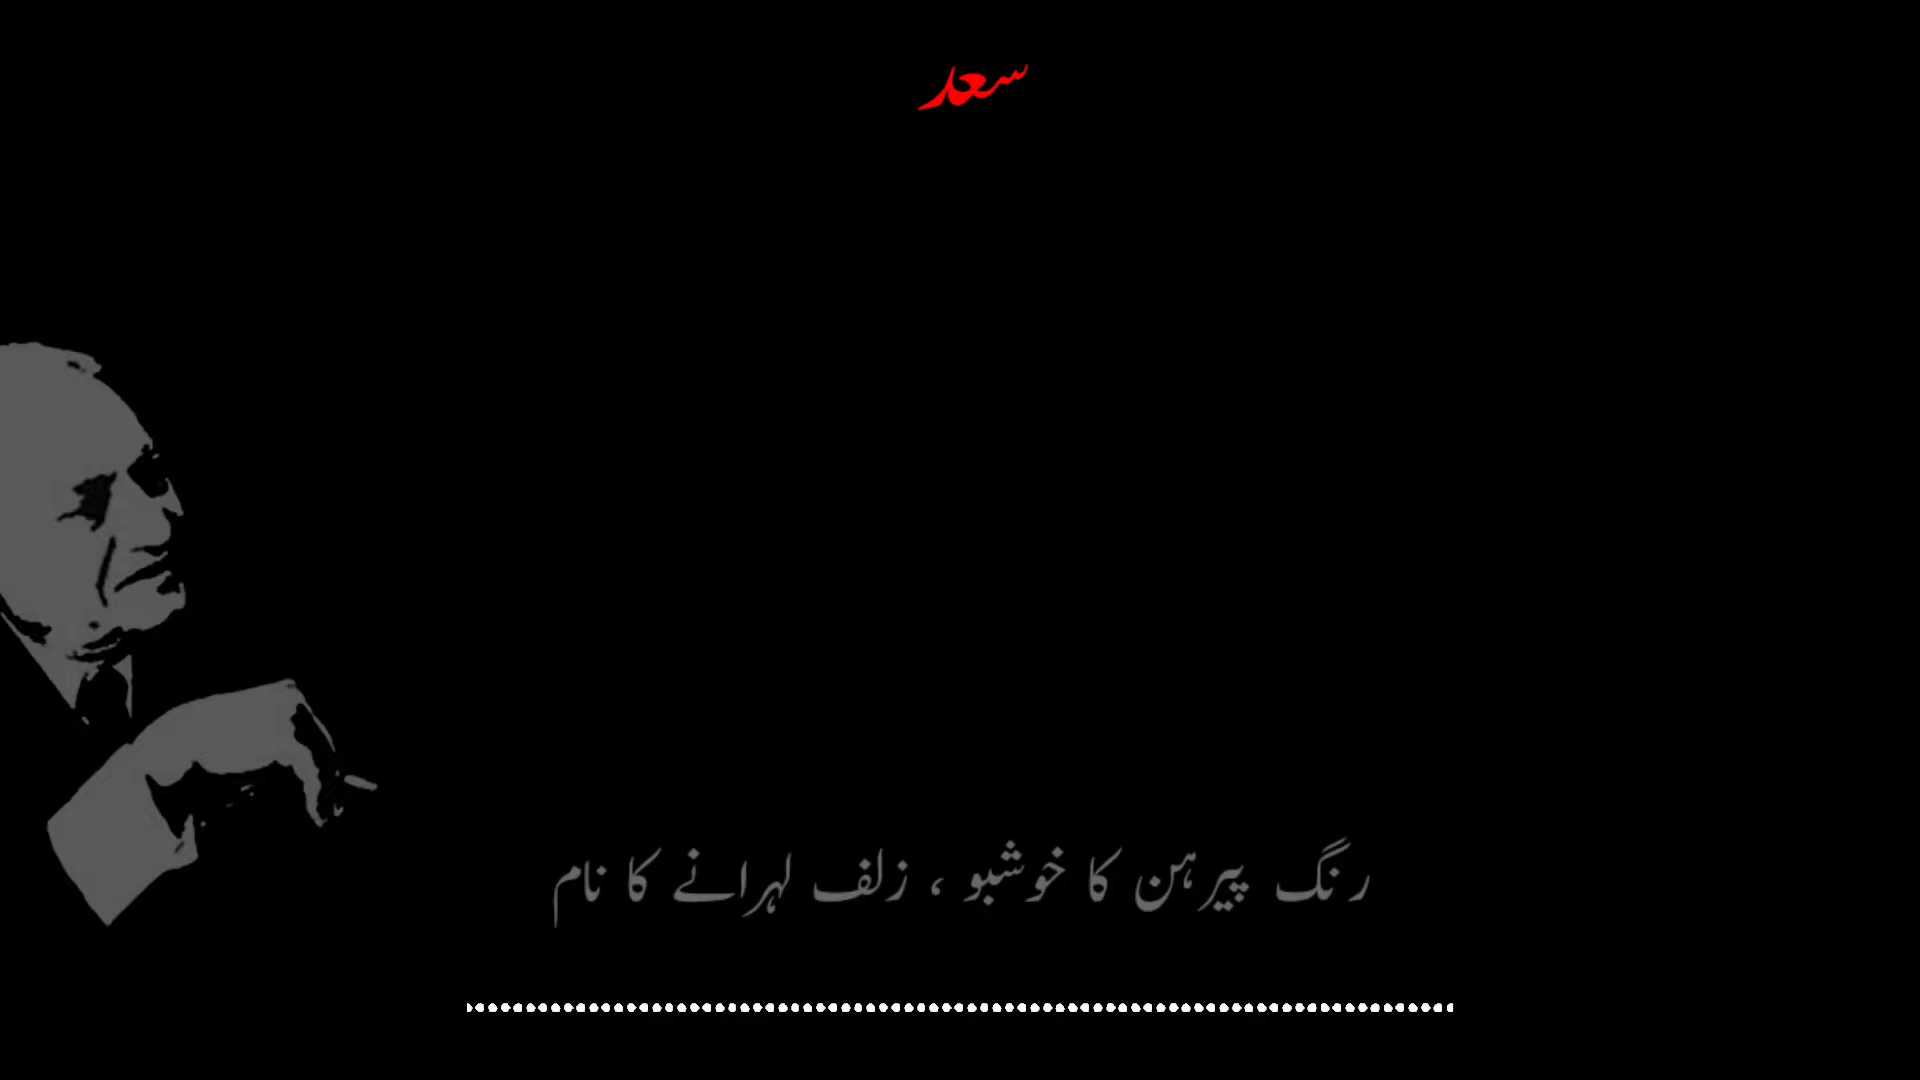 سعد
رنگ پیرہن کا خوشبو ، زلف لہرانے کا نام